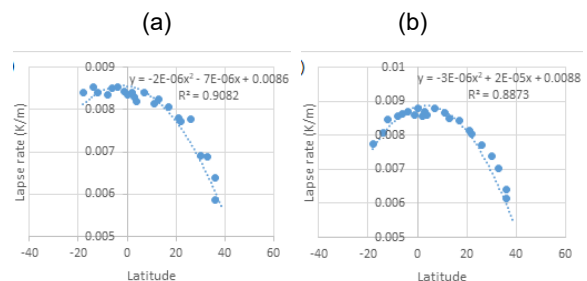 (a)
y = -2E-06x² - 7E-06x + 0.0086
R² = 0.9082
0.009
0.008
0.007
0.006
0.005
Lapse rate (K/m)
-40 -20 0 20 40 60
Latitude
(b)
)
y = -3E-06x² + 2E-05x + 0.0088
R² = 0.8873
0.01
0.009
0.008
0.007
0.006
0.005
Lapse rate (K/m)
-40 -20 0 20 40 60
Latitude